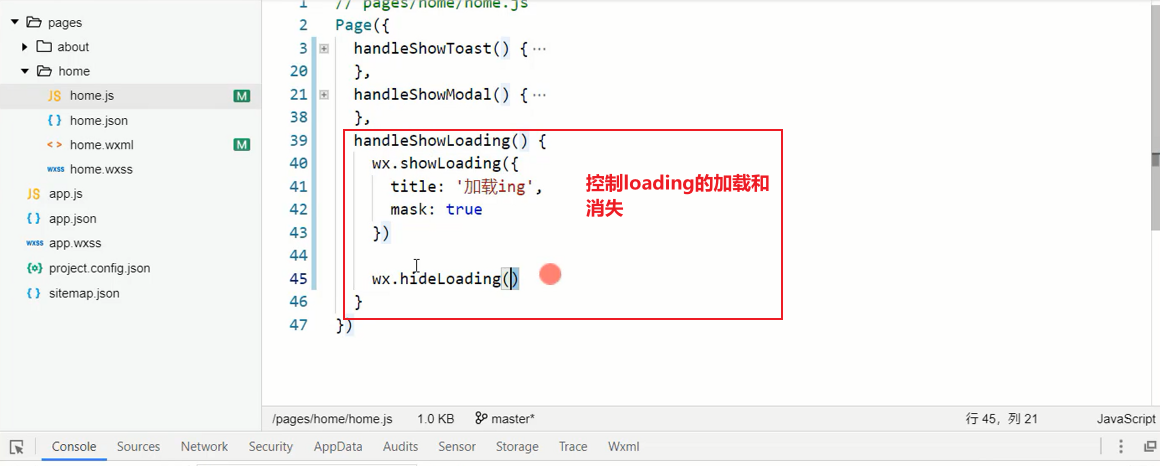 pages
about
home
home.js M
home.json
home.wxml M
home.wxss
app.js
app.json
app.wxss
project.config.json
sitemap.json
1 // pages/home/home.js
2 Page({
3 handleShowToast() {···
20 },
21 handleShowModal() {···
38 },
39 handleShowLoading() {
40 wx.showLoading({
41 title: '加载ing',
42 mask: true
43 })
44
45 wx.hideLoading()
46 }
47 })
控制loading的加载和
消失
/pages/home/home.js 1.0 KB master* 行 45，列 21 JavaScript
Console Sources Network Security AppData Audits Sensor Storage Trace Wxml